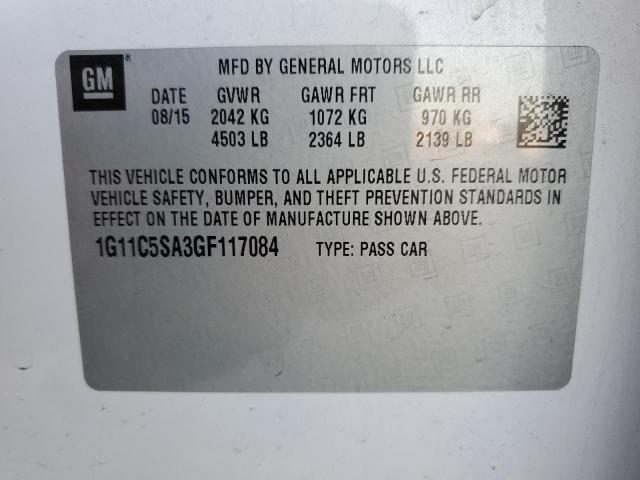 GM® MFD BY GENERAL MOTORS LLC
DATE GVWR GAWR FRT GAWR RR
08/15 2042 KG 1072 KG 970 KG
4503 LB 2364 LB 2139 LB
THIS VEHICLE CONFORMS TO ALL APPLICABLE U.S. FEDERAL MOTOR
VEHICLE SAFETY, BUMPER, AND THEFT PREVENTION STANDARDS IN
EFFECT ON THE DATE OF MANUFACTURE SHOWN ABOVE.
1G11C5SA3GF117084 TYPE: PASS CAR